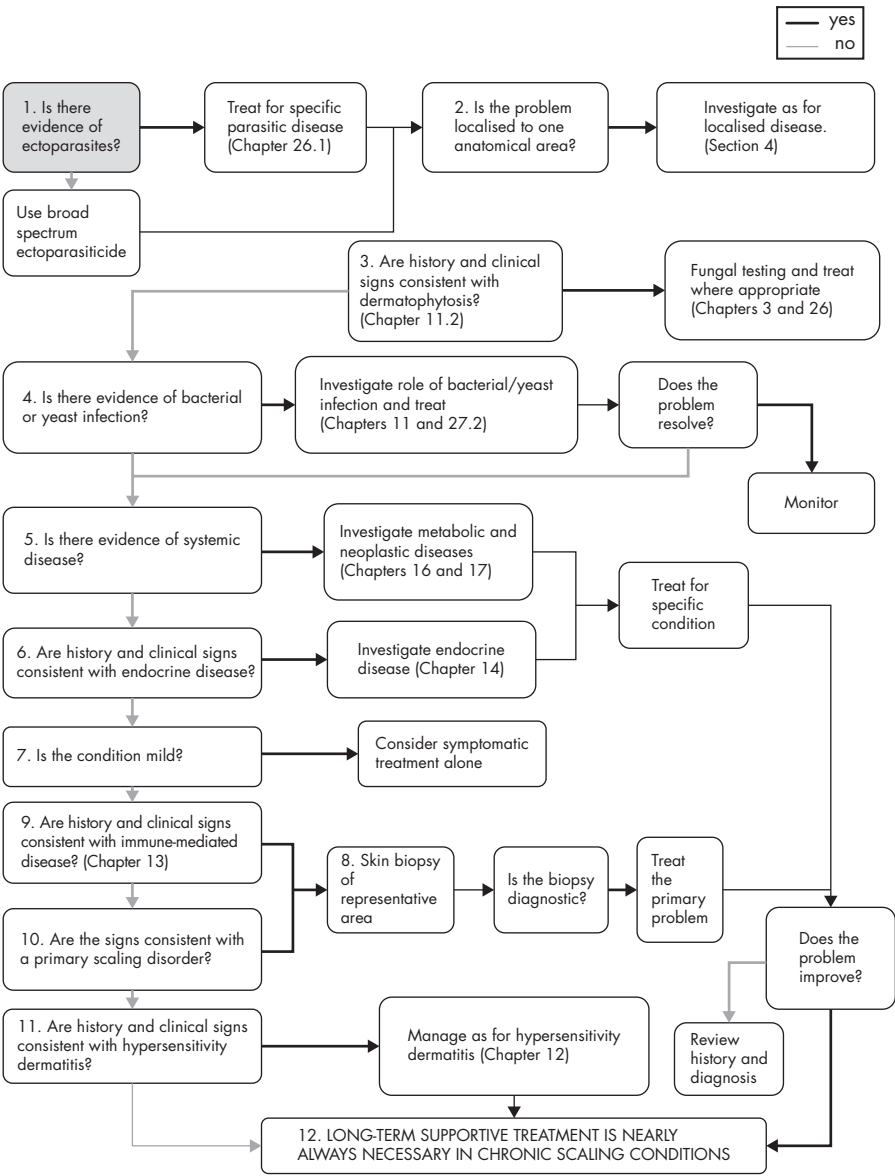 yes
no
1. Is there
evidence of
ectoparasites?
Treat for specific
parasitic disease
(Chapter 26.1)
2. Is the problem
localised to one
anatomical area?
Investigate as for
localised disease.
(Section 4)
Use broad
spectrum
ectoparasiticide
3. Are history and clinical
signs consistent with
dermatophytosis?
(Chapter 11.2)
Fungal testing and treat
where appropriate
(Chapters 3 and 26)
4. Is there evidence of bacterial
or yeast infection?
Investigate role of bacterial/yeast
infection and treat
(Chapters 11 and 27.2)
Does the
problem
resolve?
Monitor
5. Is there evidence of systemic
disease?
Investigate metabolic and
neoplastic diseases
(Chapters 16 and 17)
Treat for
specific
condition
6. Are history and clinical signs
consistent with endocrine disease?
Investigate endocrine
disease (Chapter 14)
7. Is the condition mild?
Consider symptomatic
treatment alone
9. Are history and clinical signs
consistent with immune-mediated
disease? (Chapter 13)
8. Skin biopsy
of
representative
area
Is the biopsy
diagnostic?
Treat
the
primary
problem
10. Are the signs consistent with
a primary scaling disorder?
Does the
problem
improve?
11. Are history and clinical signs
consistent with hypersensitivity
dermatitis?
Manage as for hypersensitivity
dermatitis (Chapter 12)
Review
history and
diagnosis
12. LONG-TERM SUPPORTIVE TREATMENT IS NEARLY
ALWAYS NECESSARY IN CHRONIC SCALING CONDITIONS